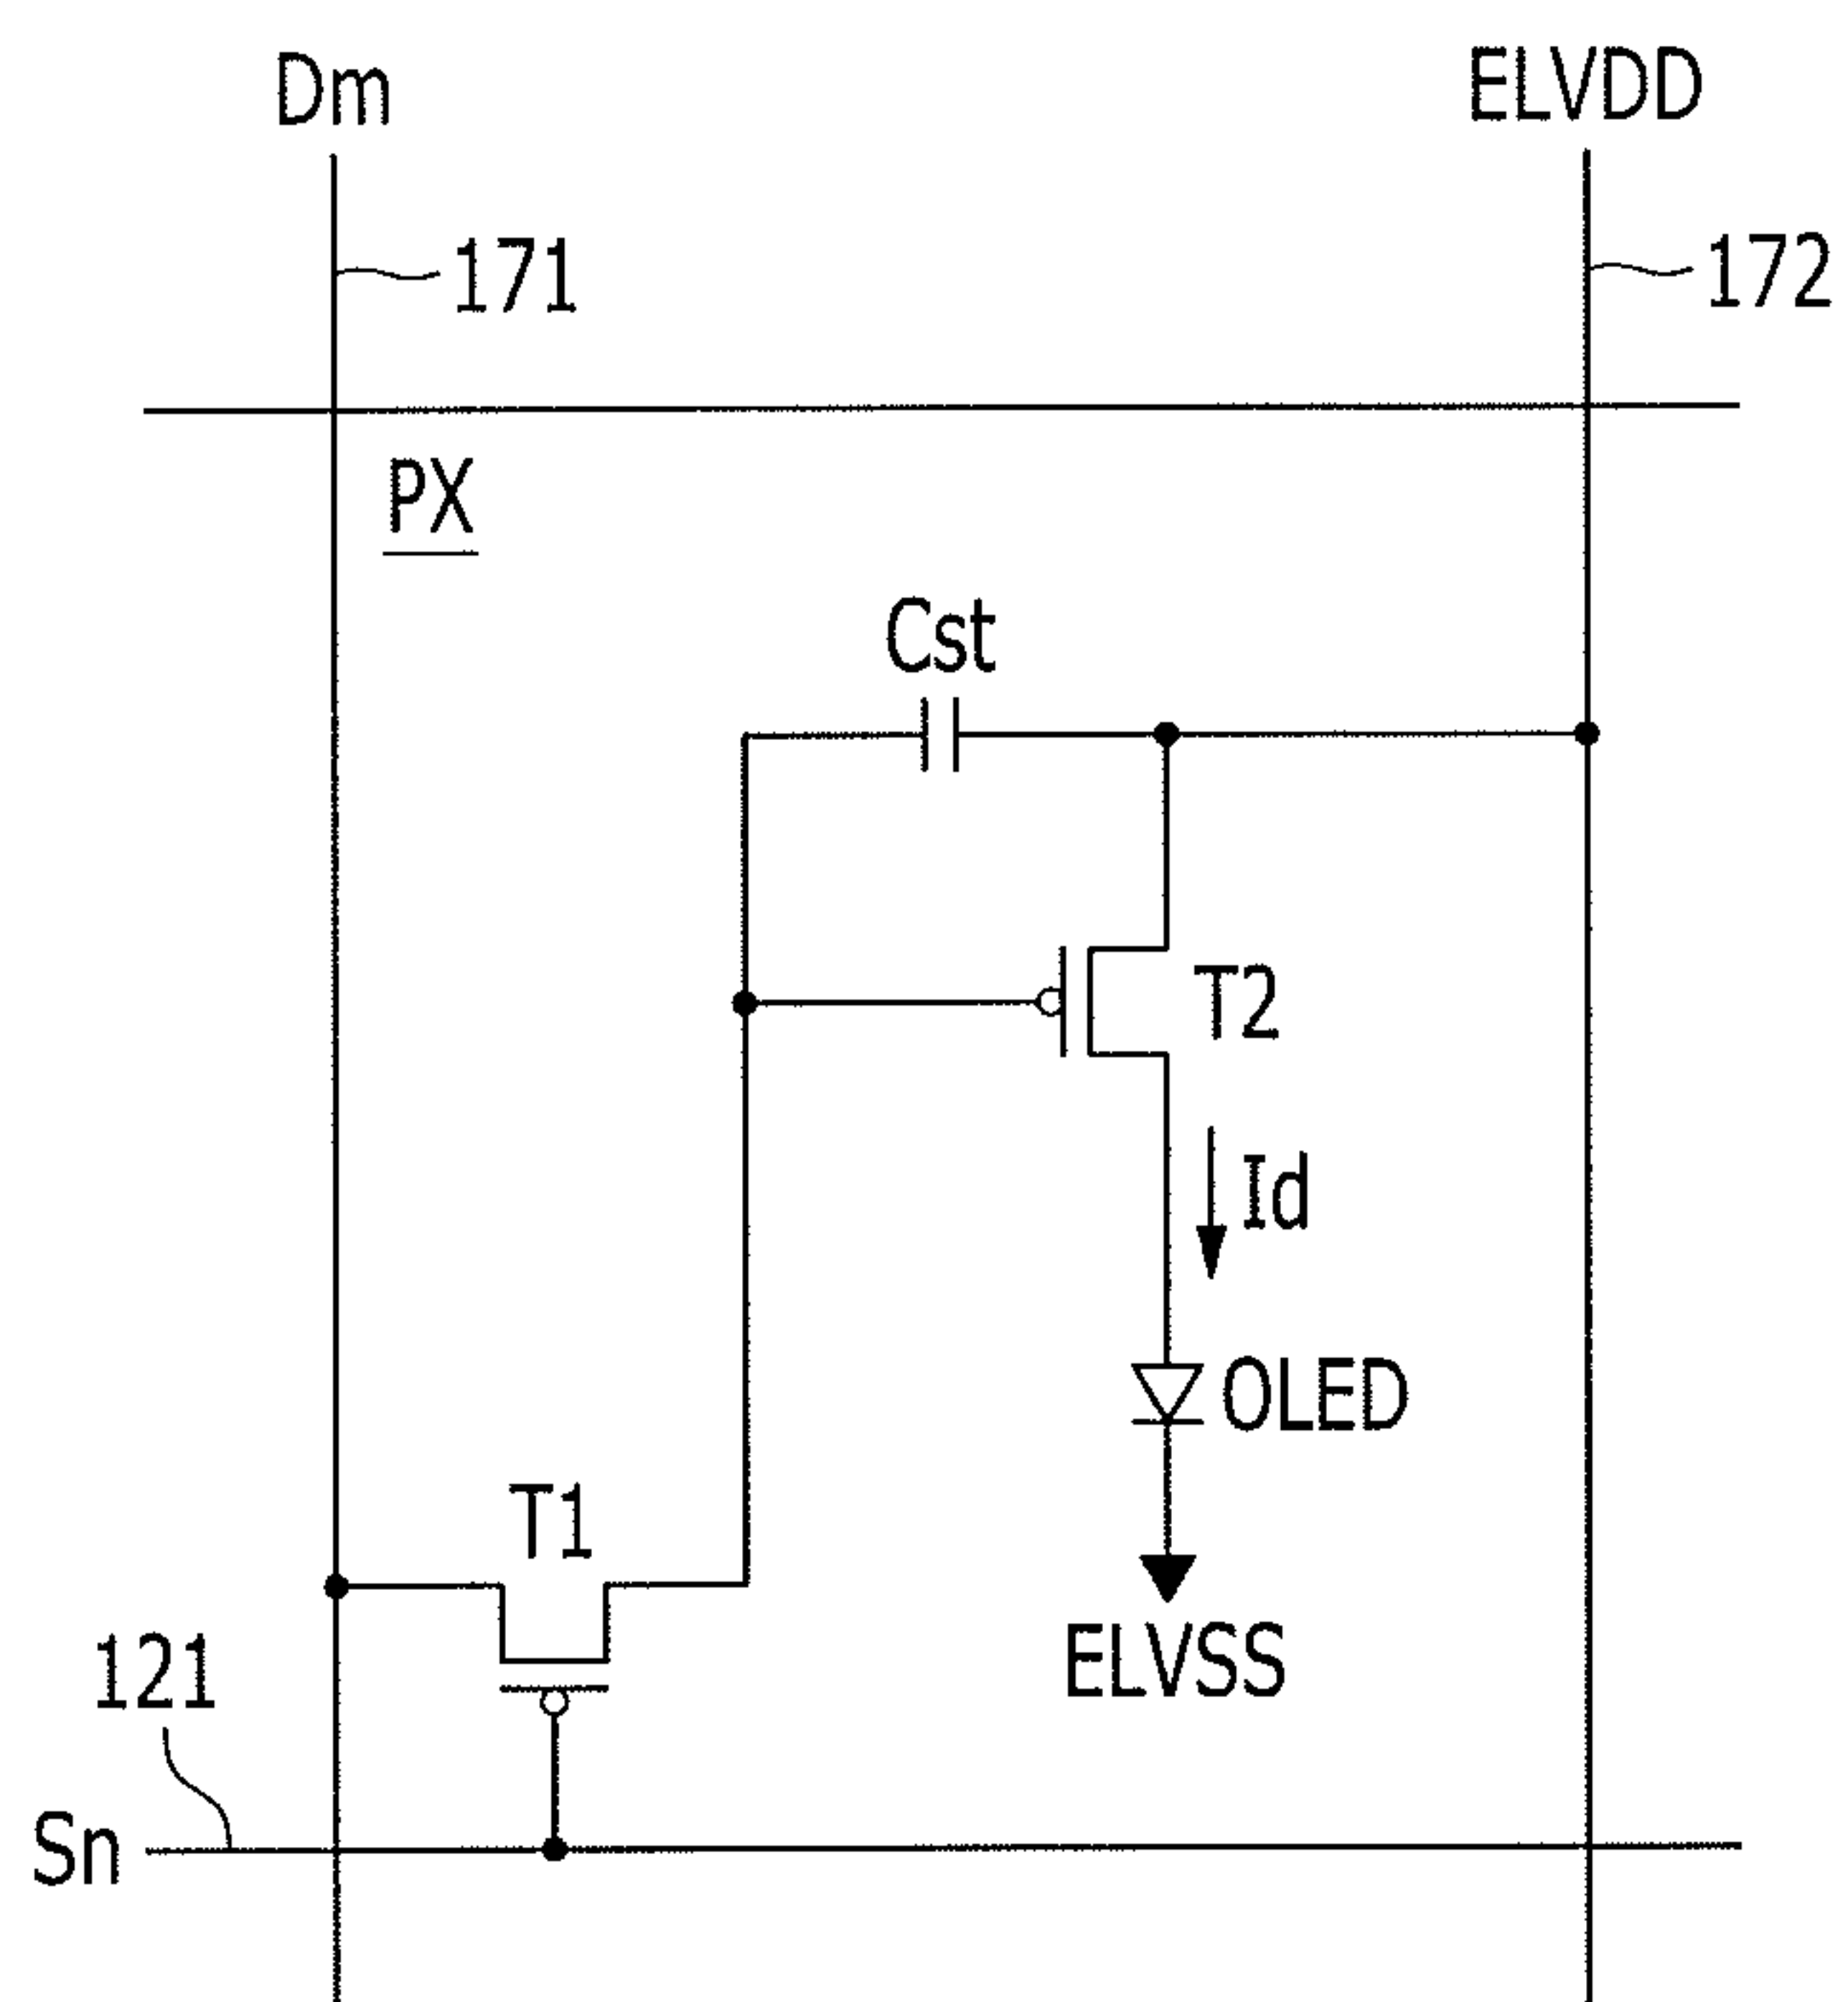 Dm
ELVDD
171
172
PX
Cst
T2
Id
OLED
T1
ELVSS
121
Sn